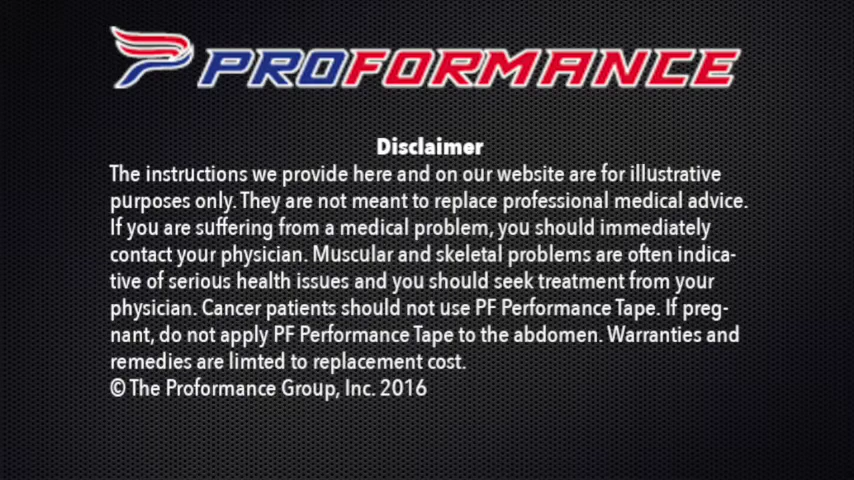 PROFORMANCE
Disclaimer
The instructions we provide here and on our website are for illustrative
purposes only. They are not meant to replace professional medical advice.
If you are suffering from a medical problem, you should immediately
contact your physician. Muscular and skeletal problems are often indica-
tive of serious health issues and you should seek treatment from your
physician. Cancer patients should not use PF Performance Tape. If preg-
nant, do not apply PF Performance Tape to the abdomen. Warranties and
remedies are limted to replacement cost.
© The Proformance Group, Inc. 2016